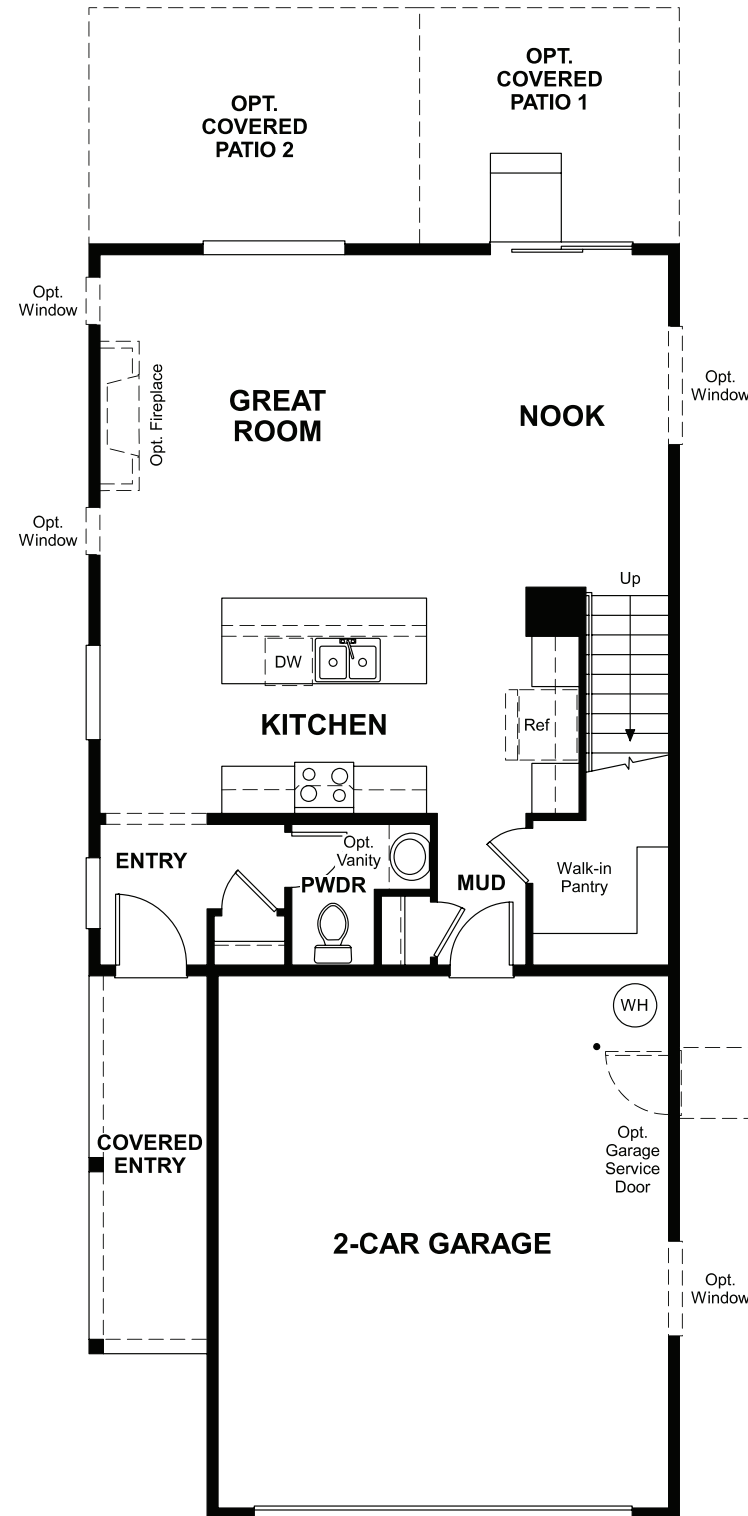 OPT.
COVERED
PATIO 1
OPT.
COVERED
PATIO 2
Opt.
Window
Opt. Fireplace
GREAT
ROOM
NOOK
Opt.
Window
Opt.
Window
Up
DW
KITCHEN
Ref
ENTRY
Opt.
Vanity
PWDR
MUD
Walk-in
Pantry
WH
COVERED
ENTRY
Opt.
Garage
Service
Door
2-CAR GARAGE
Opt.
Window